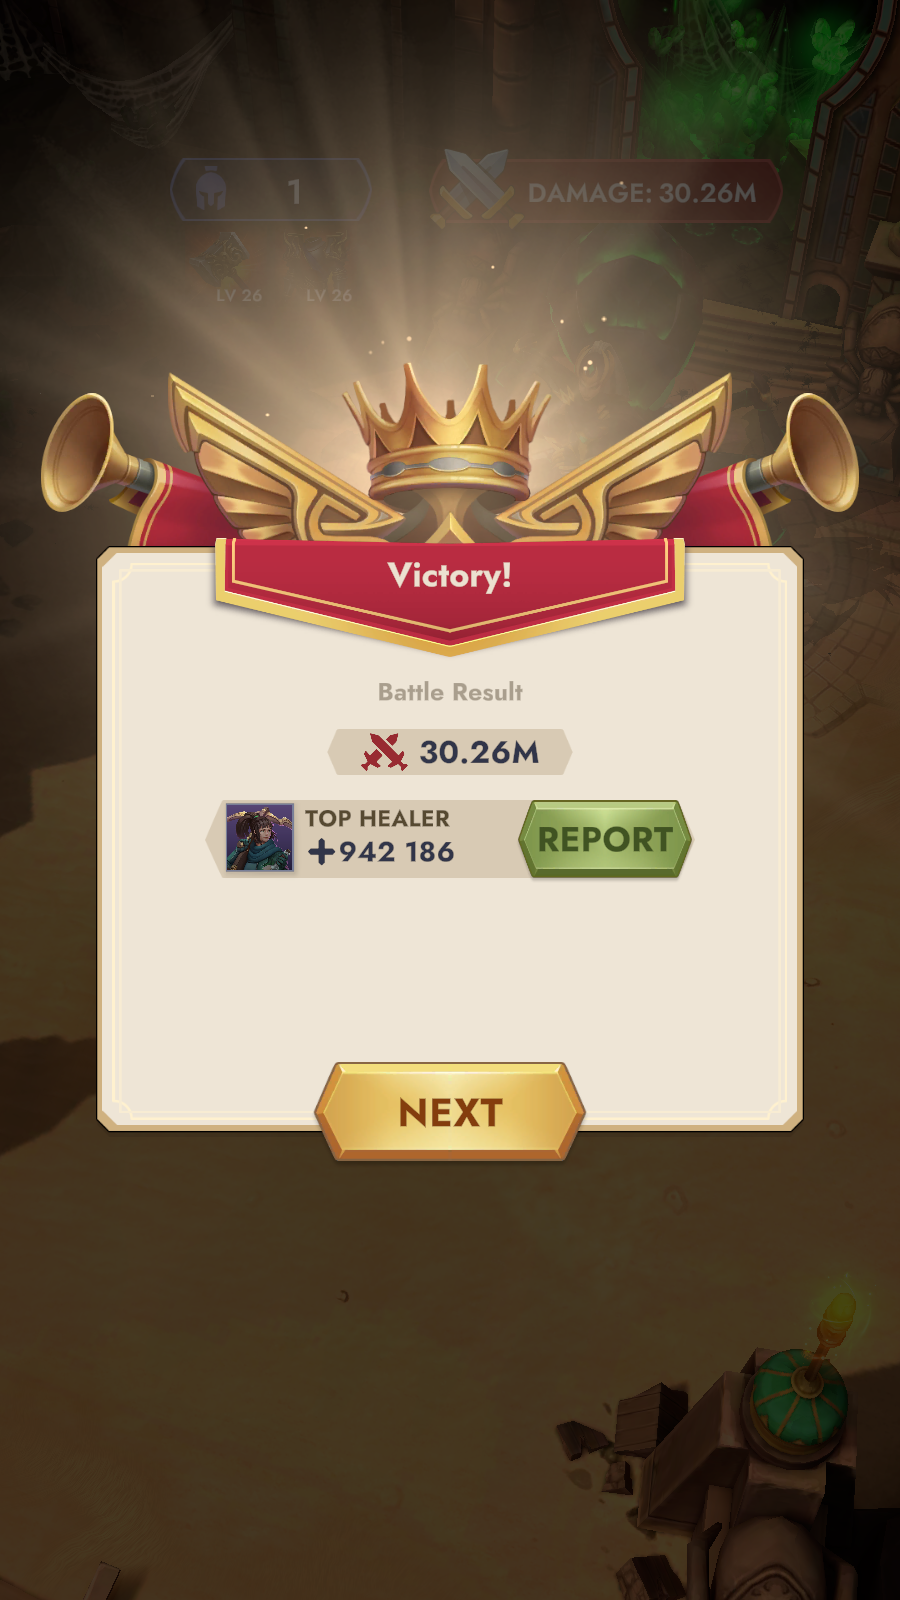 1
DAMAGE: 30.26M
LV 26 LV 26
Victory!
Battle Result
30.26M
TOP HEALER
+942 186
REPORT
NEXT